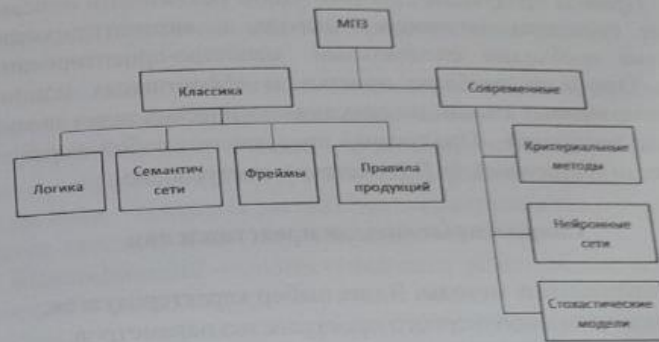 МПЗ
Классика
Современные
Логика
Семантич
сети
Фреймы
Правила
продукций
Критериальные
методы
Нейронные
сети
Стохастические
модели